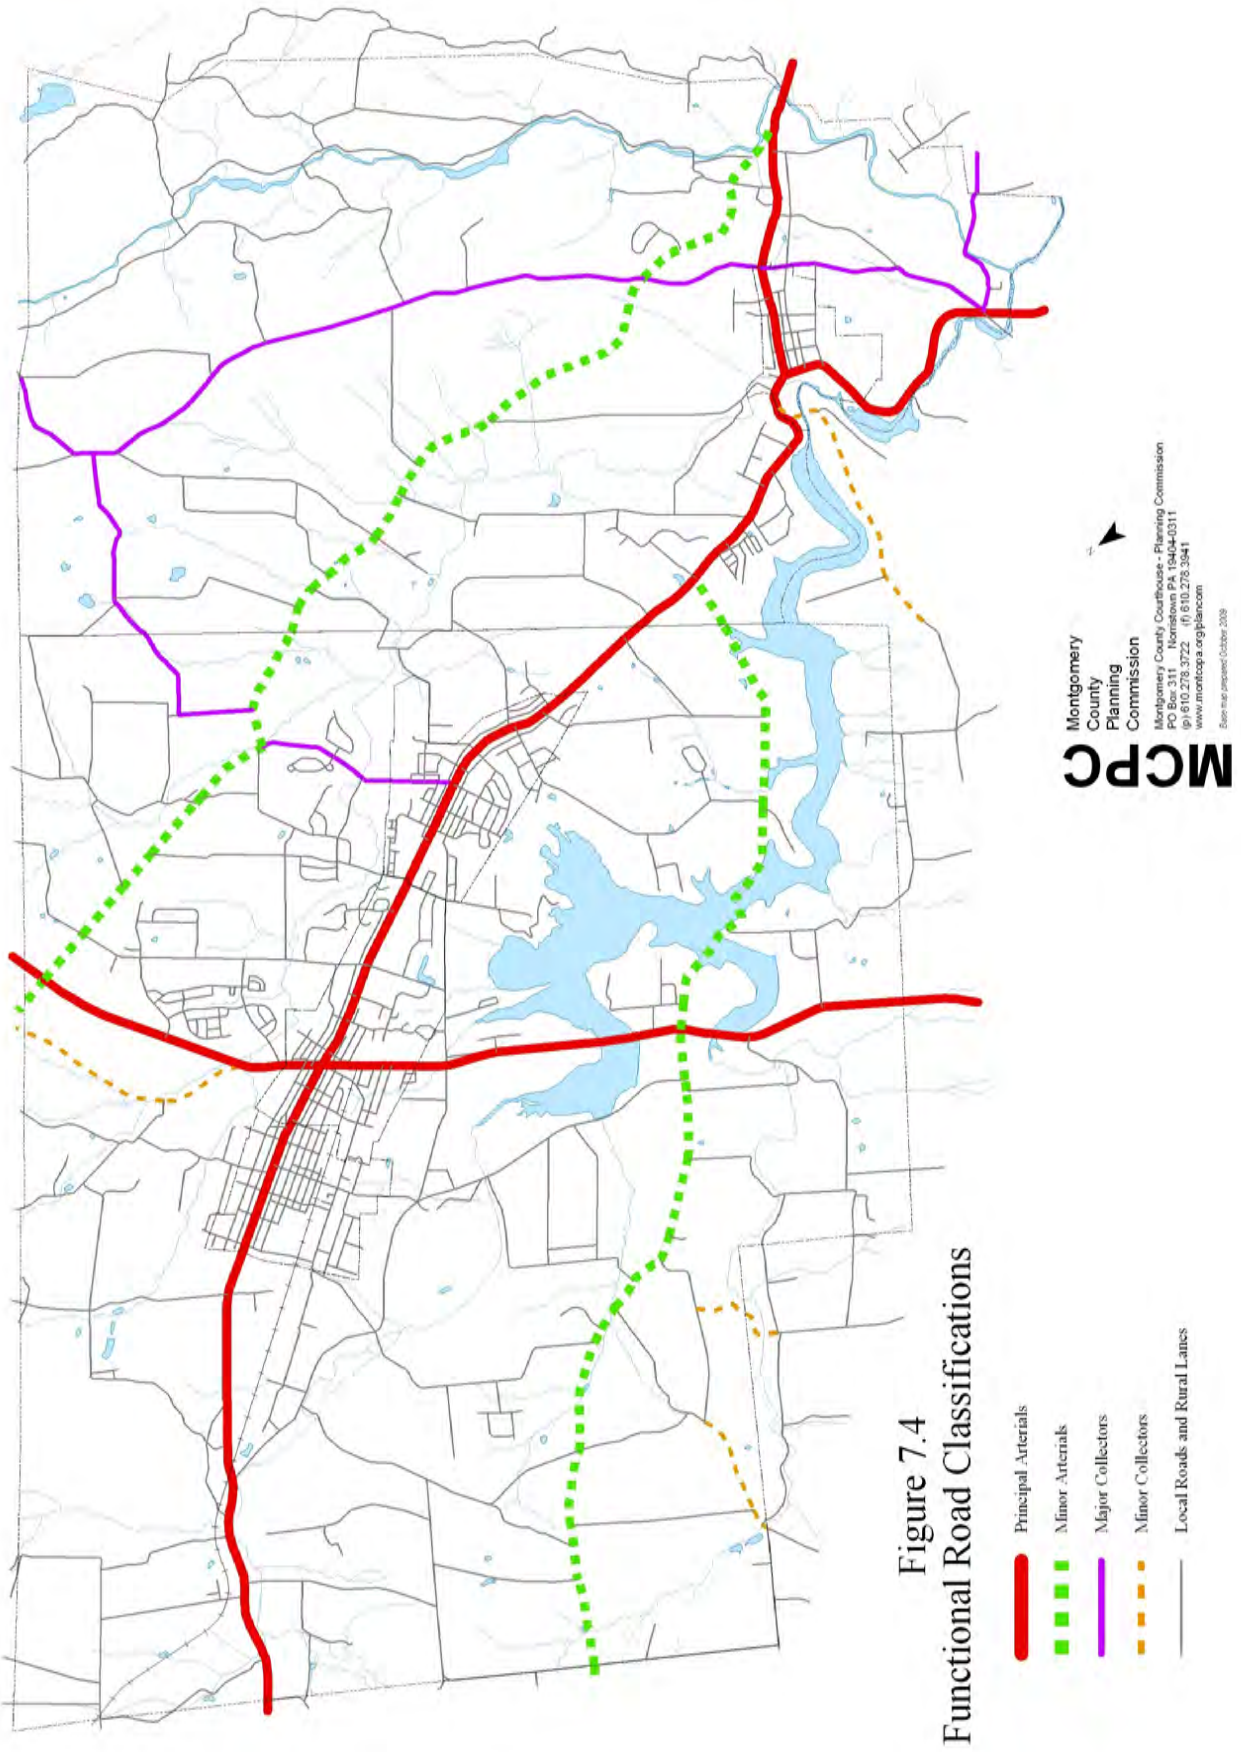 Figure 7.4
Functional Road Classifications
Principal Arterials
Minor Arterials
Major Collectors
Minor Collectors
Local Roads and Rural Lanes
MCPC
Montgomery
County
Planning
Commission
Montgomery County Courthouse - Planning Commission
PO Box 311 Norristown PA 19404-0311
(p) 610.278.3722 (f) 610.278.3941
www.montcopa.org/plancom
Base map prepared October 2009